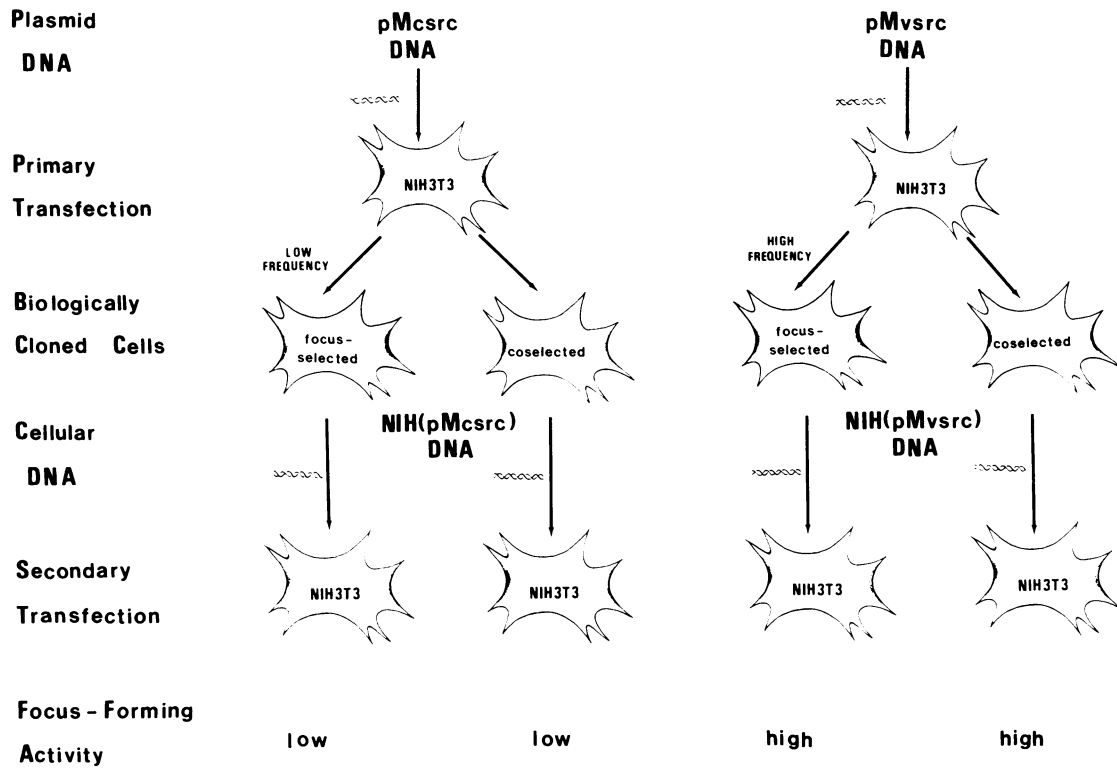 Plasmid
DNA
pMcsrc
DNA
pMvsrc
DNA
Primary
Transfection
NIH3T3
NIH3T3
LOW
FREQUENCY
HIGH
FREQUENCY
Biologically
Cloned Cells
focus-
selected
coselected
focus-
selected
coselected
Cellular
DNA
NIH(pMcsrc)
DNA
NIH(pMvsrc)
DNA
Secondary
Transfection
NIH3T3
NIH3T3
NIH3T3
NIH3T3
Focus-Forming
Activity
low
low
high
high